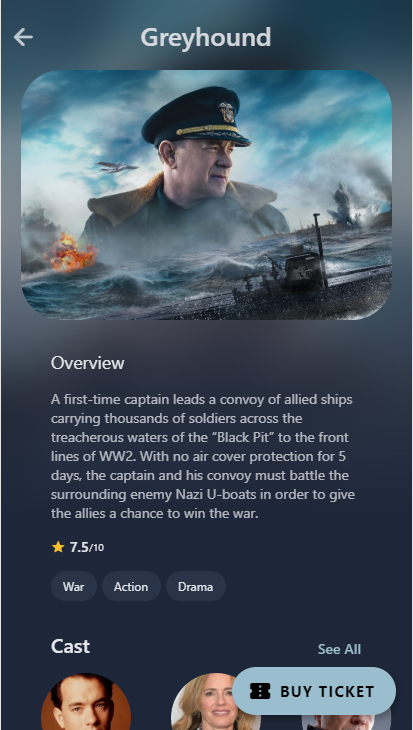 Greyhound
Overview
A first-time captain leads a convoy of allied ships
carrying thousands of soldiers across the
treacherous waters of the “Black Pit” to the front
lines of WW2. With no air cover protection for 5
days, the captain and his convoy must battle the
surrounding enemy Nazi U-boats in order to give
the allies a chance to win the war.
7.5/10
War Action Drama
Cast See All
BUY TICKET